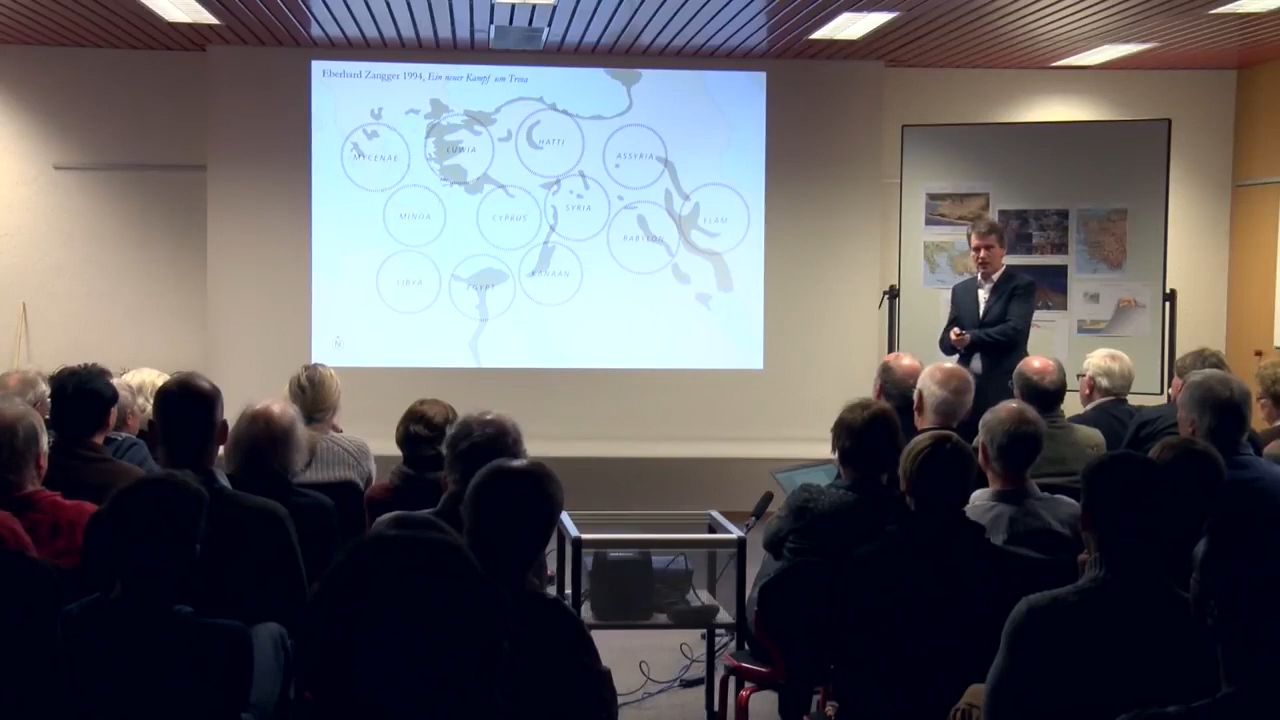 Eberhard Zangger 1994, Ein neuer Kampf um Troia
MYCENAE
LUWIA
HATTI
ASSYRIA
MINOA
CYPRUS
SYRIA
BABYLON
ELAM
LIBYA
EGYPT
KANAAN
N